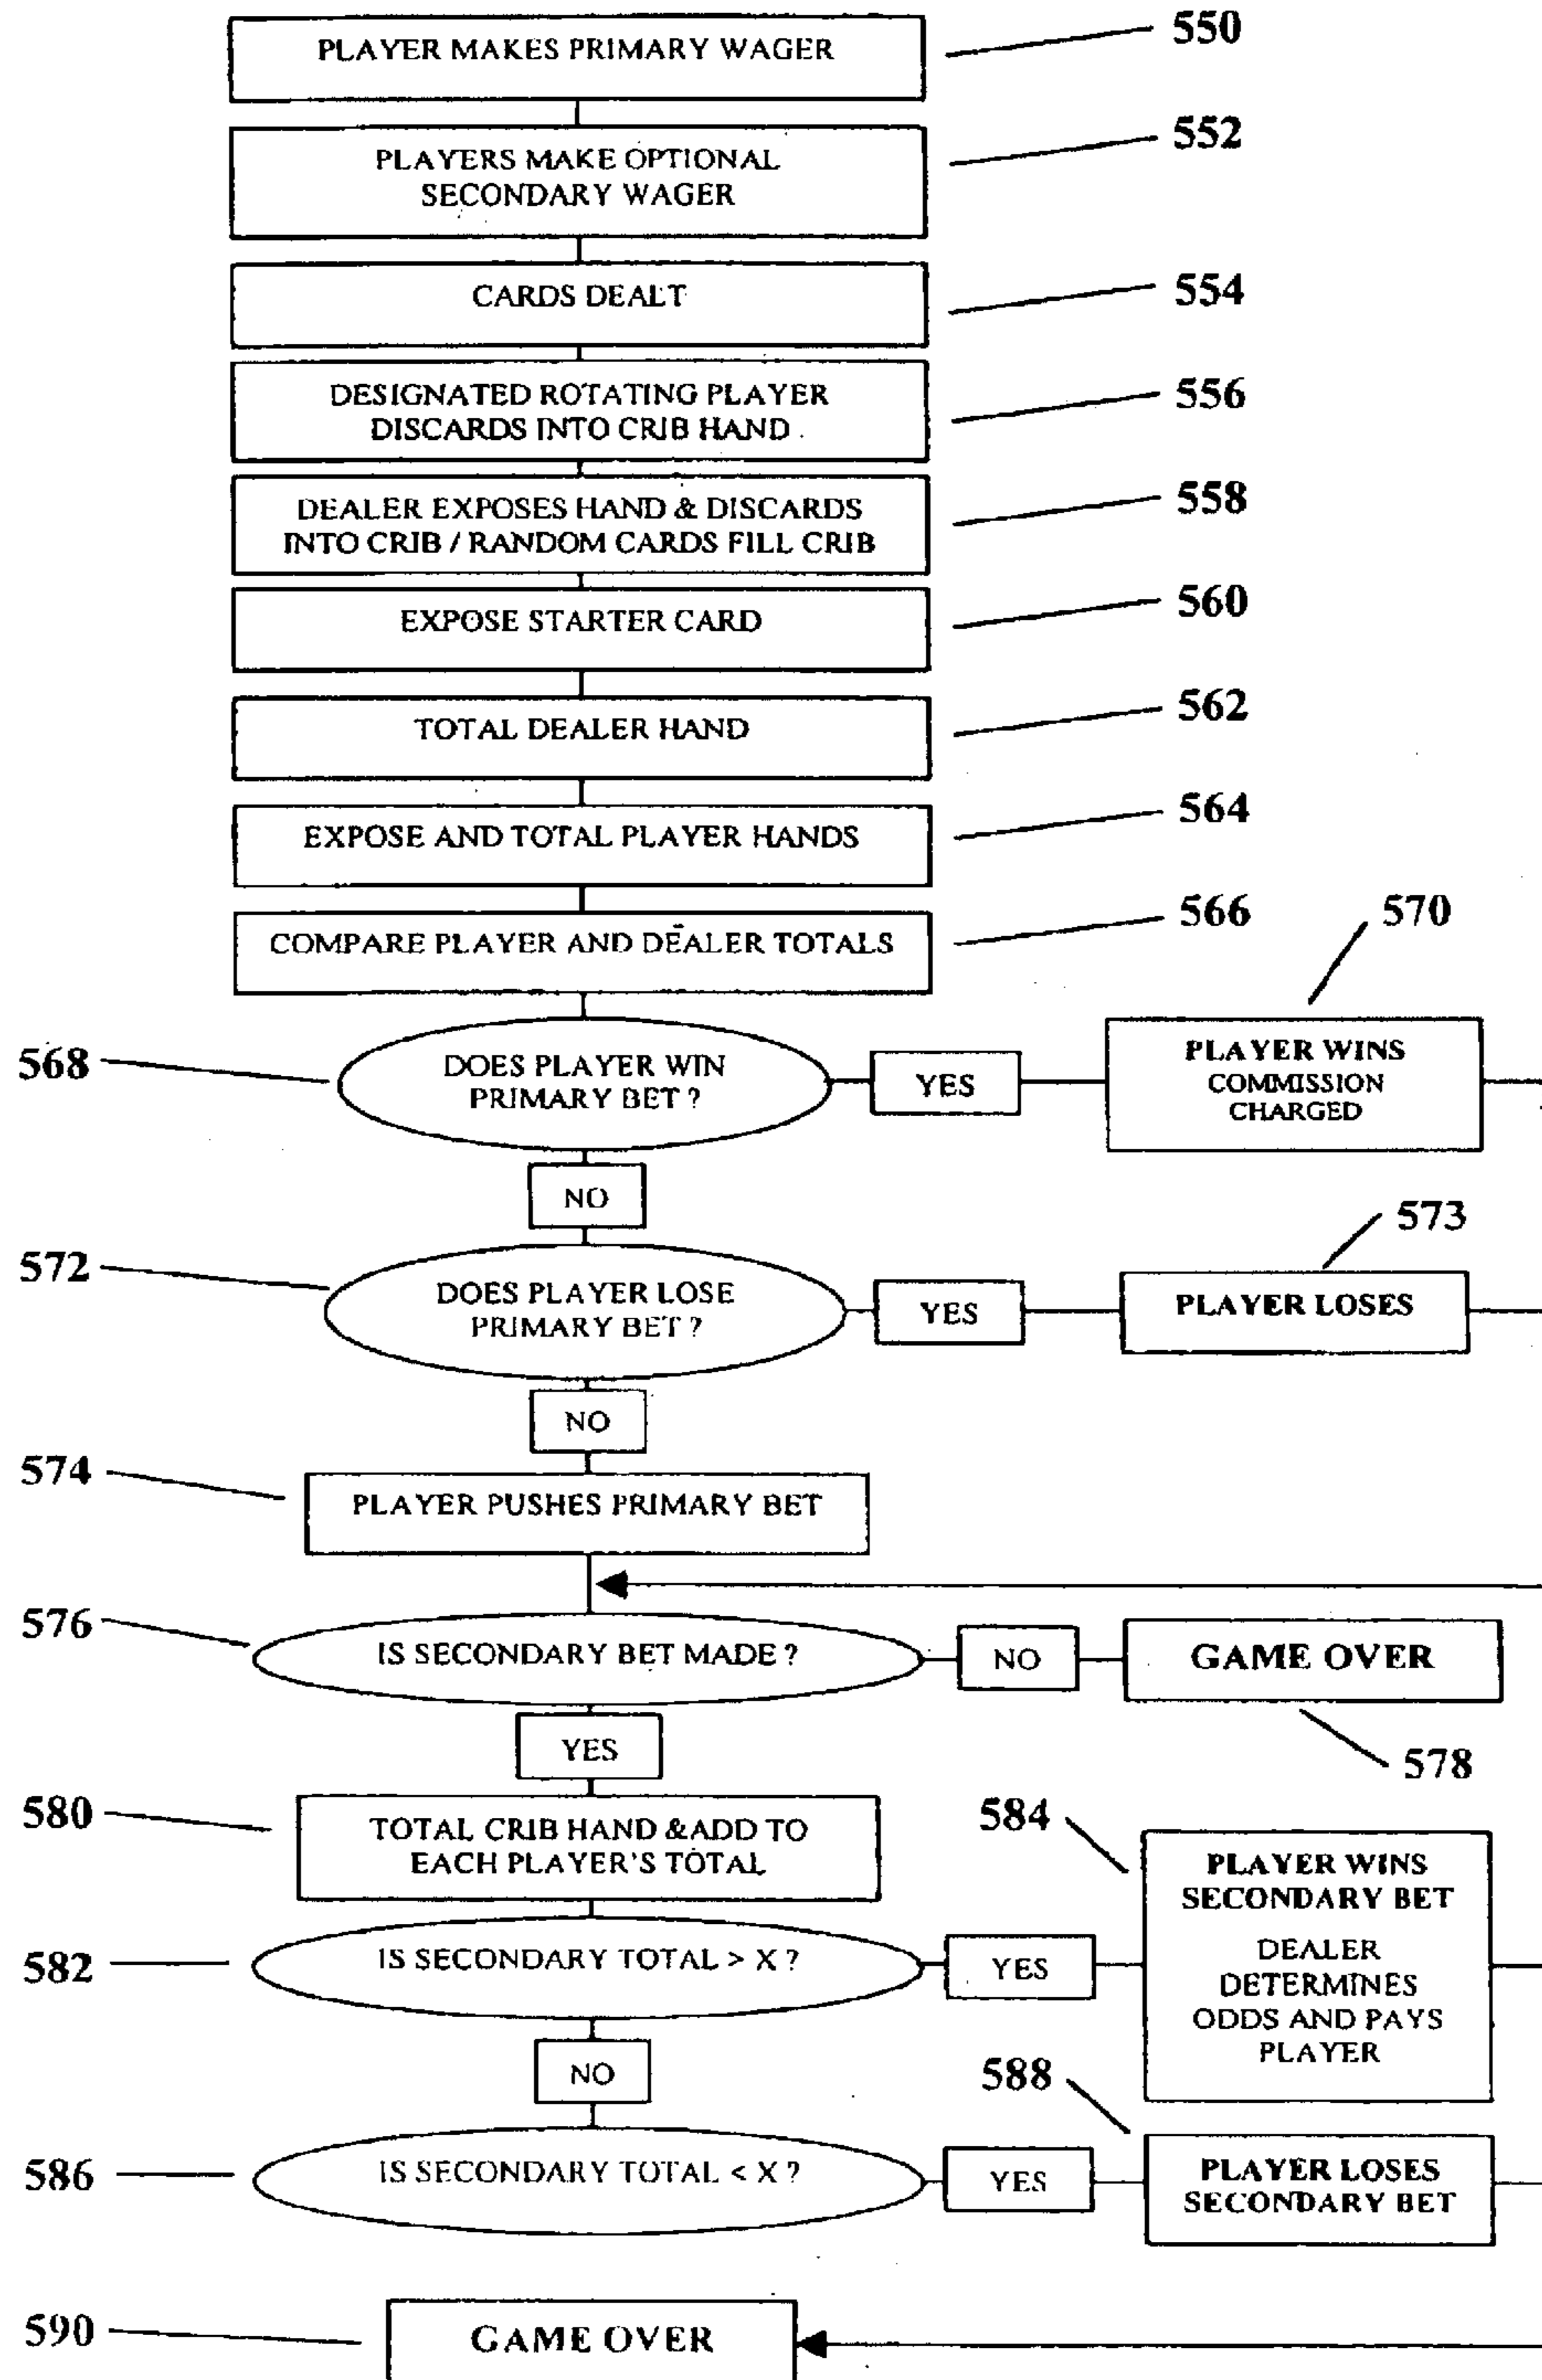 PLAYER MAKES PRIMARY WAGER
550
PLAYERS MAKE OPTIONAL
SECONDARY WAGER
552
CARDS DEALT
554
DESIGNATED ROTATING PLAYER
DISCARDS INTO CRIB HAND
556
DEALER EXPOSES HAND & DISCARDS
INTO CRIB / RANDOM CARDS FILL CRIB
558
EXPOSE STARTER CARD
560
TOTAL DEALER HAND
562
EXPOSE AND TOTAL PLAYER HANDS
564
COMPARE PLAYER AND DEALER TOTALS
566
570
568
DOES PLAYER WIN
PRIMARY BET ?
YES
PLAYER WINS
COMMISSION
CHARGED
NO
573
572
DOES PLAYER LOSE
PRIMARY BET ?
YES
PLAYER LOSES
NO
574
PLAYER PUSHES PRIMARY BET
576
IS SECONDARY BET MADE ?
NO
GAME OVER
578
YES
580
TOTAL CRIB HAND &ADD TO
EACH PLAYER'S TOTAL
584
PLAYER WINS
SECONDARY BET
DEALER
DETERMINES
ODDS AND PAYS
PLAYER
582
IS SECONDARY TOTAL > X ?
YES
NO
588
586
IS SECONDARY TOTAL < X ?
YES
PLAYER LOSES
SECONDARY BET
590
GAME OVER